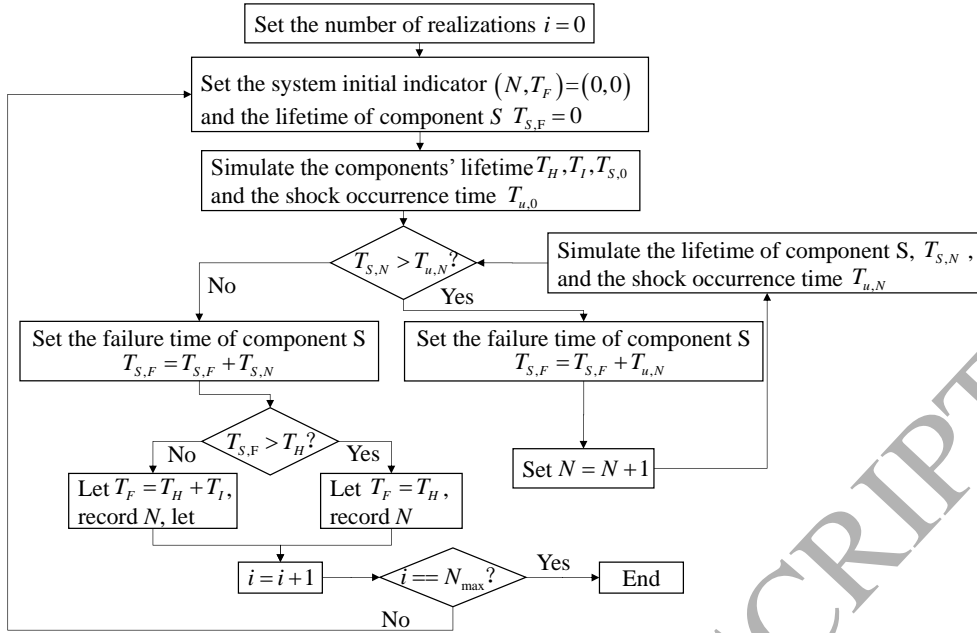 Set the number of realizations i = 0
Set the system initial indicator (N, T_F) = (0,0)
and the lifetime of component S T_{S,F} = 0
Simulate the components' lifetime T_H, T_I, T_{S,0}
and the shock occurrence time T_{u,0}
T_{S,N} > T_{u,N}?
Simulate the lifetime of component S, T_{S,N} ,
and the shock occurrence time T_{u,N}
No
Yes
Set the failure time of component S
T_{S,F} = T_{S,F} + T_{S,N}
Set the failure time of component S
T_{S,F} = T_{S,F} + T_{u,N}
T_{S,F} > T_H?
No
Yes
Set N = N + 1
Let T_F = T_H + T_I,
record N, let
Let T_F = T_H,
record N
i = i + 1
i == N_{max}?
Yes
End
No
CRIPT